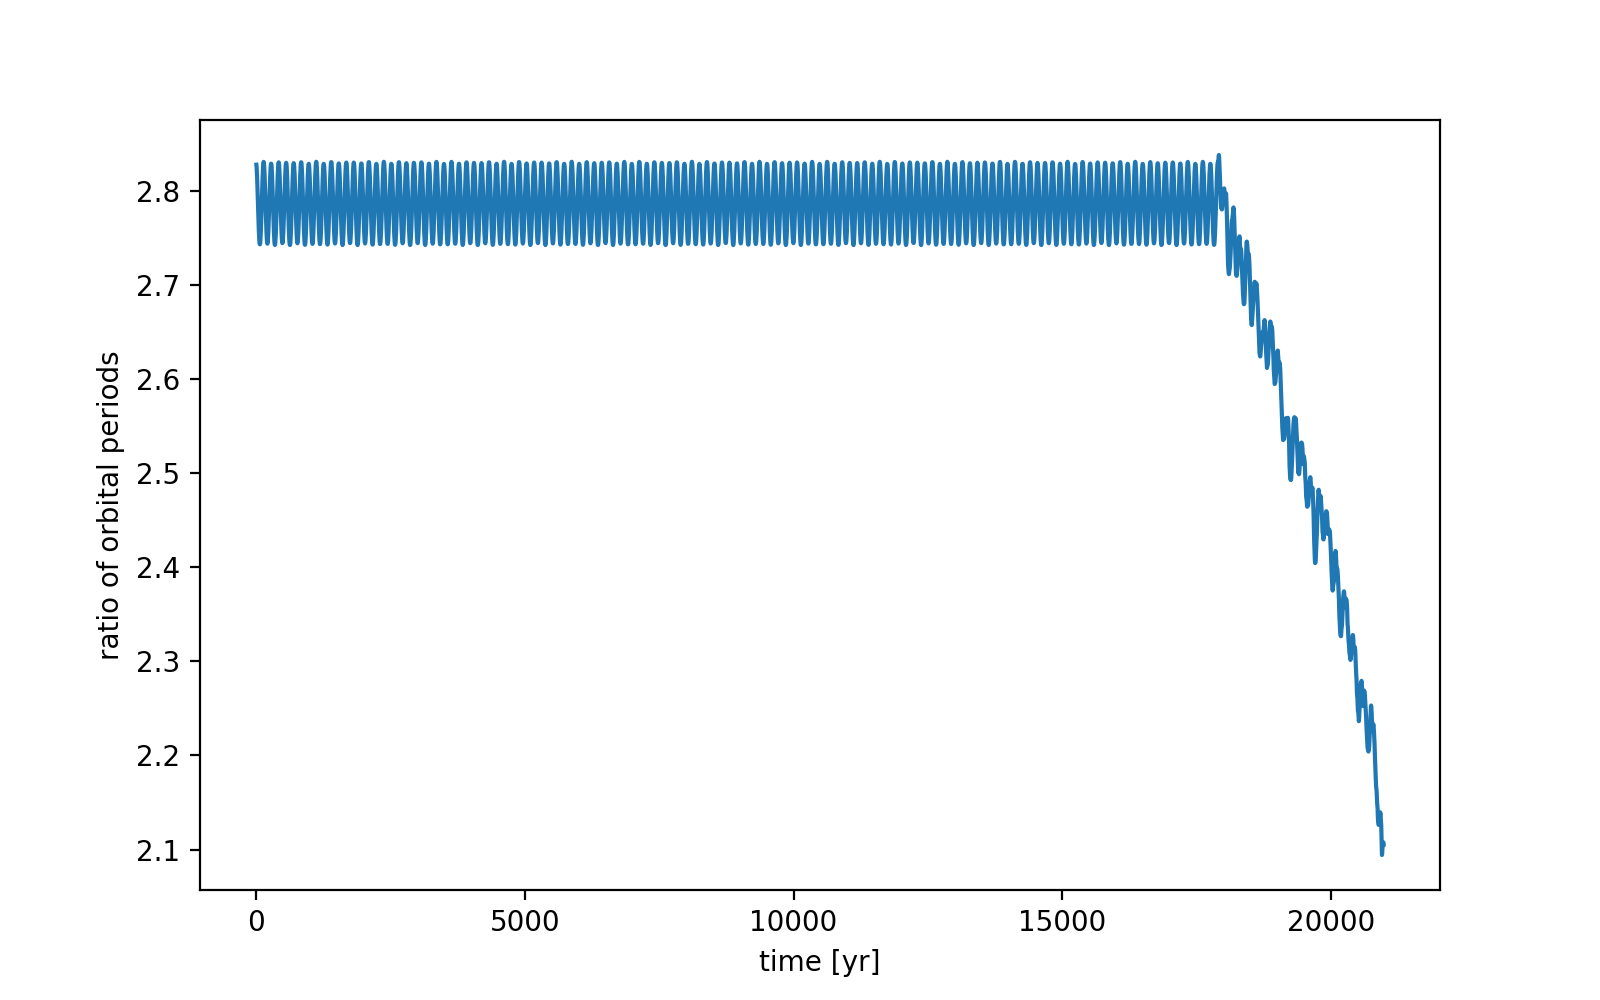 ratio of orbital periods
2.8
2.7
2.6
2.5
2.4
2.3
2.2
2.1
0 5000 10000 15000 20000
time [yr]